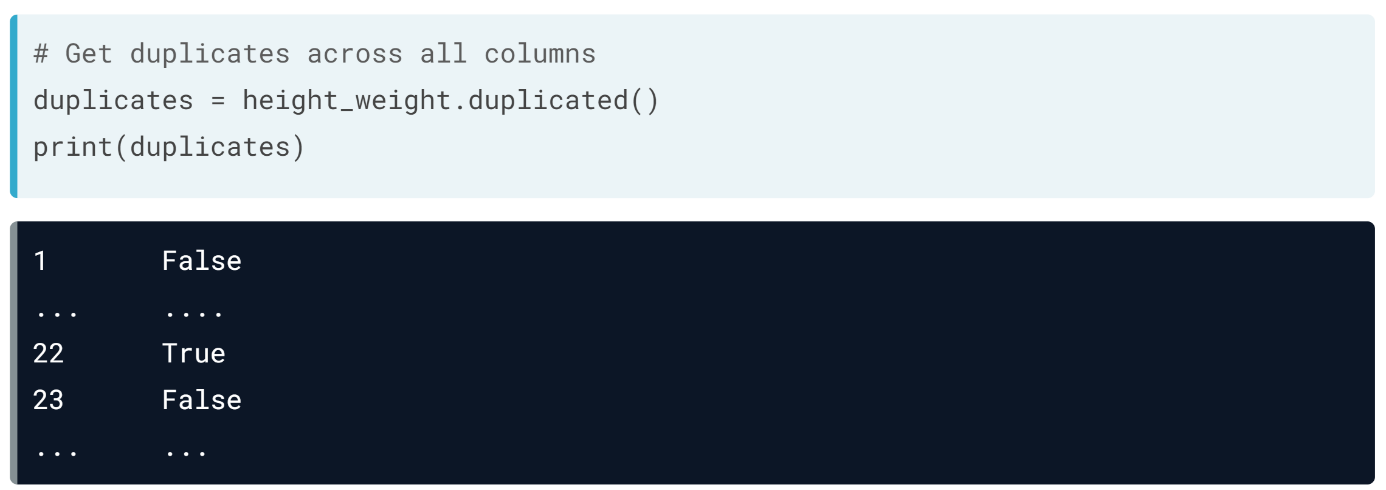 # Get duplicates across all columns
duplicates = height_weight.duplicated()
print(duplicates)
1 False
... ....
22 True
23 False
... ...